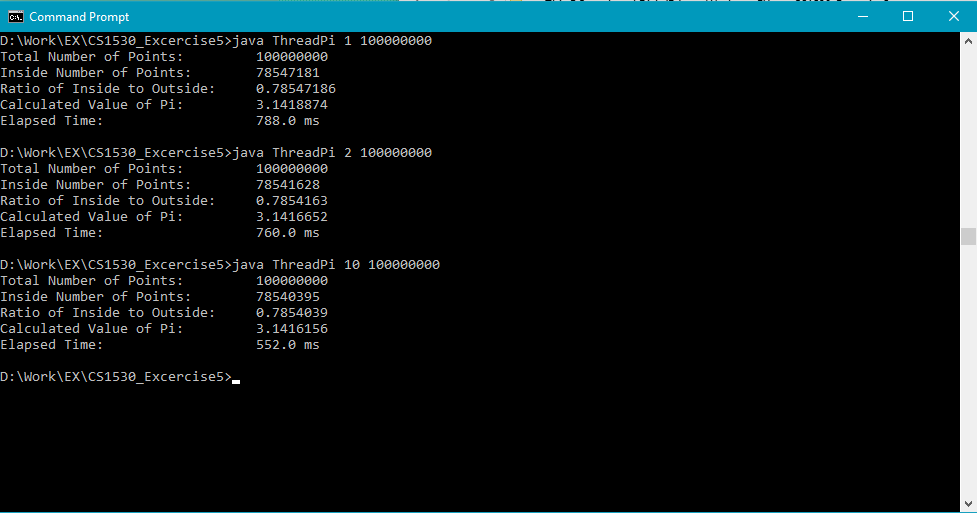 Command Prompt
D:\Work\EX\CS1530_Excercise5>java ThreadPi 1 100000000
Total Number of Points: 100000000
Inside Number of Points: 78547181
Ratio of Inside to Outside: 0.78547186
Calculated Value of Pi: 3.1418874
Elapsed Time: 788.0 ms
D:\Work\EX\CS1530_Excercise5>java ThreadPi 2 100000000
Total Number of Points: 100000000
Inside Number of Points: 78541628
Ratio of Inside to Outside: 0.7854163
Calculated Value of Pi: 3.1416652
Elapsed Time: 760.0 ms
D:\Work\EX\CS1530_Excercise5>java ThreadPi 10 100000000
Total Number of Points: 100000000
Inside Number of Points: 78540395
Ratio of Inside to Outside: 0.7854039
Calculated Value of Pi: 3.1416156
Elapsed Time: 552.0 ms
D:\Work\EX\CS1530_Excercise5>